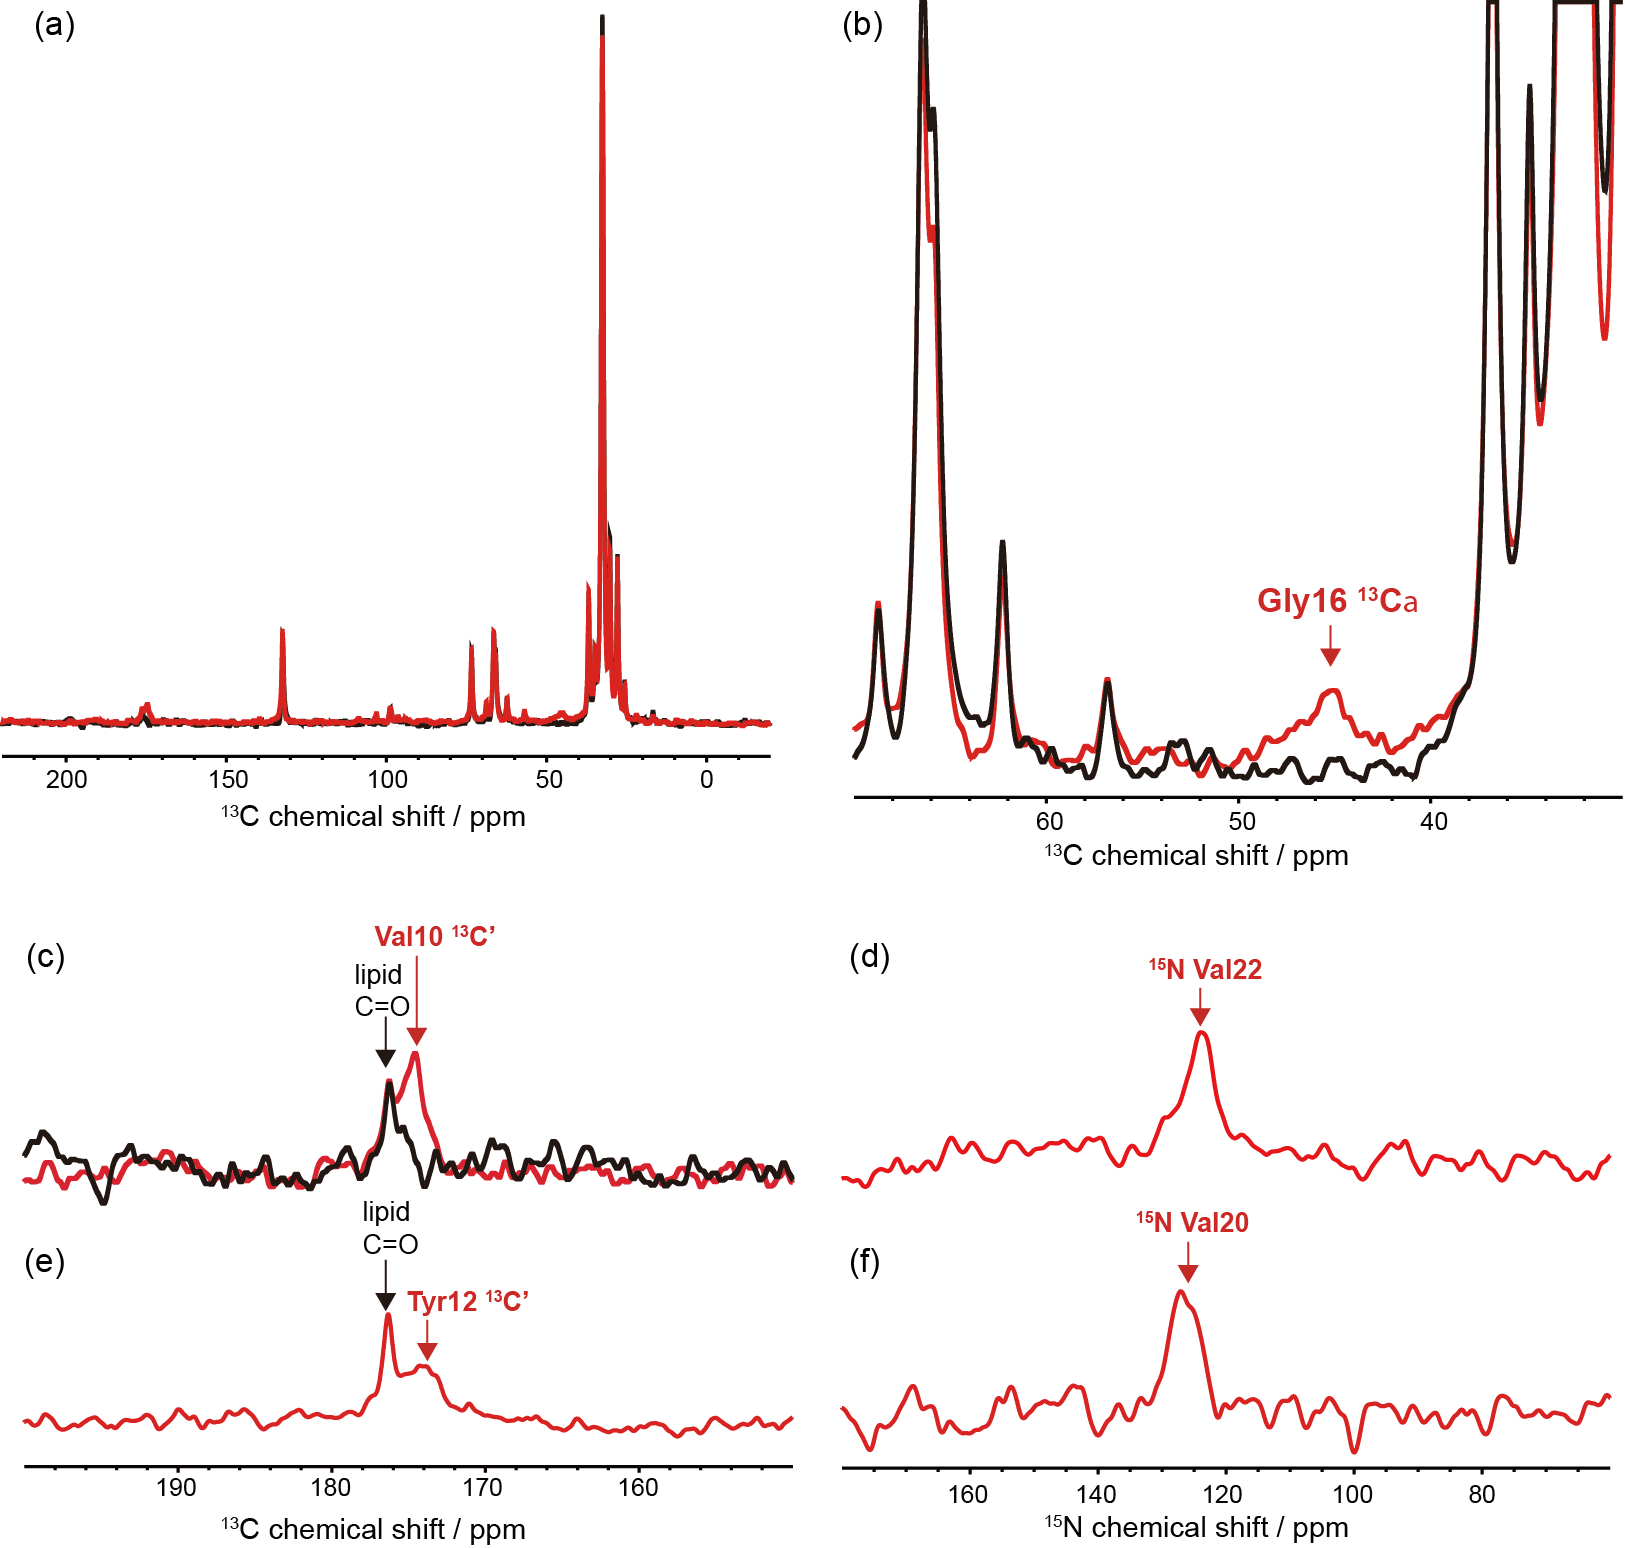 (a)
200 150 100 50 0
¹³C chemical shift / ppm
(b)
Gly16 ¹³Ca
60 50 40
¹³C chemical shift / ppm
(c)
Val10 ¹³C’
lipid
C=O
(d)
¹⁵N Val22
(e)
lipid
C=O
Tyr12 ¹³C’
190 180 170 160
¹³C chemical shift / ppm
(f)
¹⁵N Val20
160 140 120 100 80
¹⁵N chemical shift / ppm